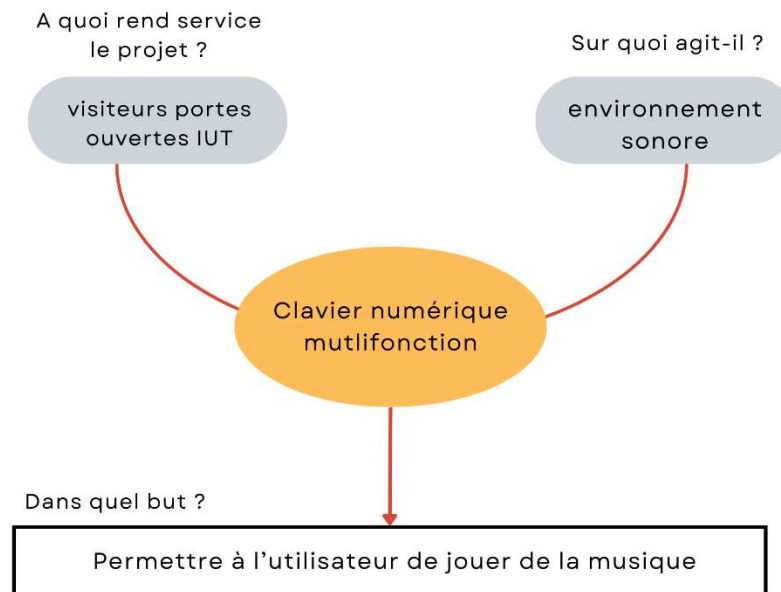 A quoi rend service
le projet ?
Sur quoi agit-il ?
visiteurs portes
ouvertes IUT
environnement
sonore
Clavier numérique
mutlifonction
Dans quel but ?
Permettre à l’utilisateur de jouer de la musique